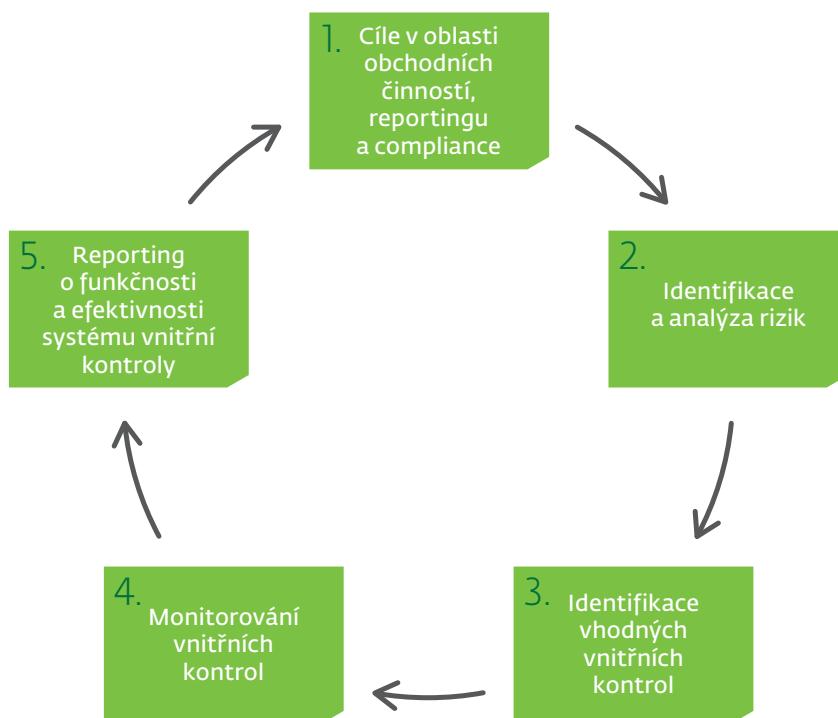 1. Cíle v oblasti
obchodních
činností,
reportingu
a compliance
2.
Identifikace
a analýza rizik
3. Identifikace
vhodných
vnitřních
kontrol
4.
Monitorování
vnitřních
kontrol
5. Reporting
o funkčnosti
a efektivnosti
systému vnitřní
kontroly